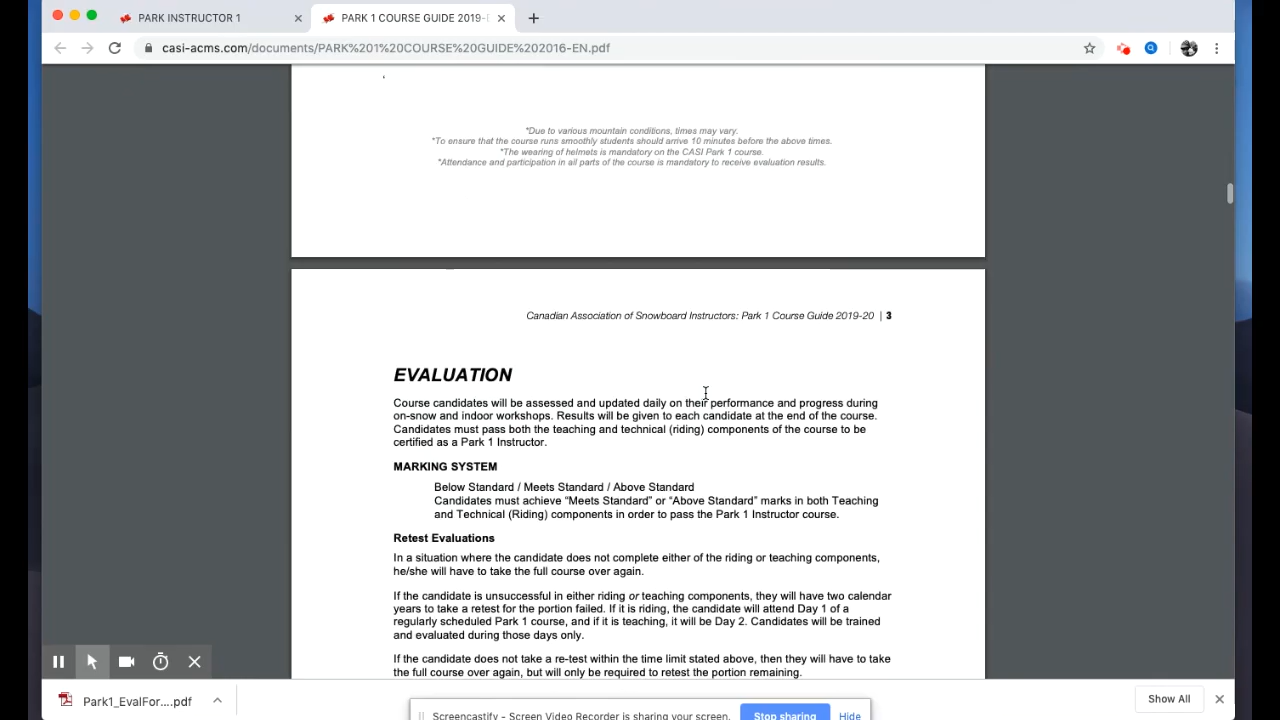 PARK INSTRUCTOR 1
PARK 1 COURSE GUIDE 2019-
casi-acms.com/documents/PARK%201%20COURSE%20GUIDE%202016-EN.pdf
*Due to various mountain conditions, times may vary.
*To ensure that the course runs smoothly students should arrive 10 minutes before the above times.
*The wearing of helmets is mandatory on the CASI Park 1 course.
*Attendance and participation in all parts of the course is mandatory to receive evaluation results.
Canadian Association of Snowboard Instructors: Park 1 Course Guide 2019-20 | 3
EVALUATION
Course candidates will be assessed and updated daily on their performance and progress during
on-snow and indoor workshops. Results will be given to each candidate at the end of the course.
Candidates must pass both the teaching and technical (riding) components of the course to be
certified as a Park 1 Instructor.
MARKING SYSTEM
Below Standard / Meets Standard / Above Standard
Candidates must achieve “Meets Standard” or “Above Standard” marks in both Teaching
and Technical (Riding) components in order to pass the Park 1 Instructor course.
Retest Evaluations
In a situation where the candidate does not complete either of the riding or teaching components,
he/she will have to take the full course over again.
If the candidate is unsuccessful in either riding or teaching components, they will have two calendar
years to take a retest for the portion failed. If it is riding, the candidate will attend Day 1 of a
regularly scheduled Park 1 course, and if it is teaching, it will be Day 2. Candidates will be trained
and evaluated during those days only.
If the candidate does not take a re-test within the time limit stated above, then they will have to take
the full course over again, but will only be required to retest the portion remaining.
Park1_EvalFor....pdf
Show All
Screencastify - Screen Video Recorder is sharing your screen.
Stop sharing
Hide